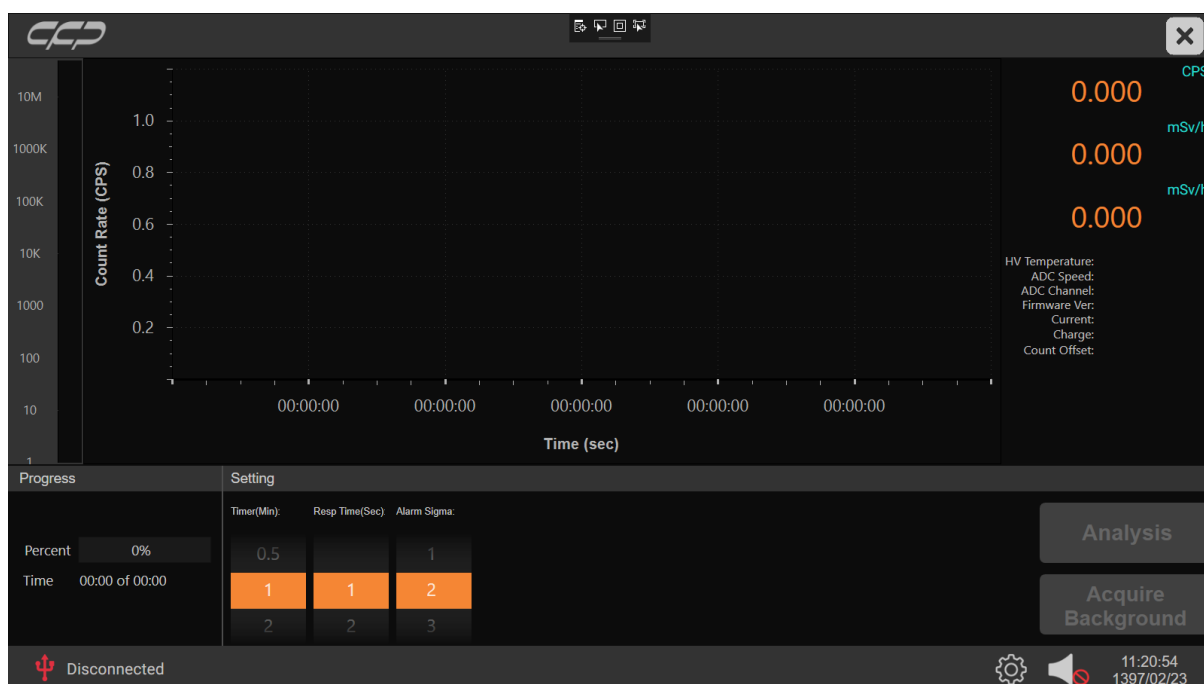 CPS
10M
0.000
mSv/h
1.0
1000K
0.000
0.8
mSv/h
100K
0.6
0.000
Count Rate (CPS)
10K
HV Temperature:
0.4
ADC Speed:
ADC Channel:
1000
Firmware Ver:
Current:
0.2
Charge:
100
Count Offset:
10
00:00:00 00:00:00 00:00:00 00:00:00 00:00:00
Time (sec)
1
Progress
Setting
Timer(Min): Resp Time(Sec): Alarm Sigma:
Percent 0%
0.5 1
Time 00:00 of 00:00
1 1 2
2 2 3
Analysis
Acquire
Background
Disconnected
11:20:54
1397/02/23